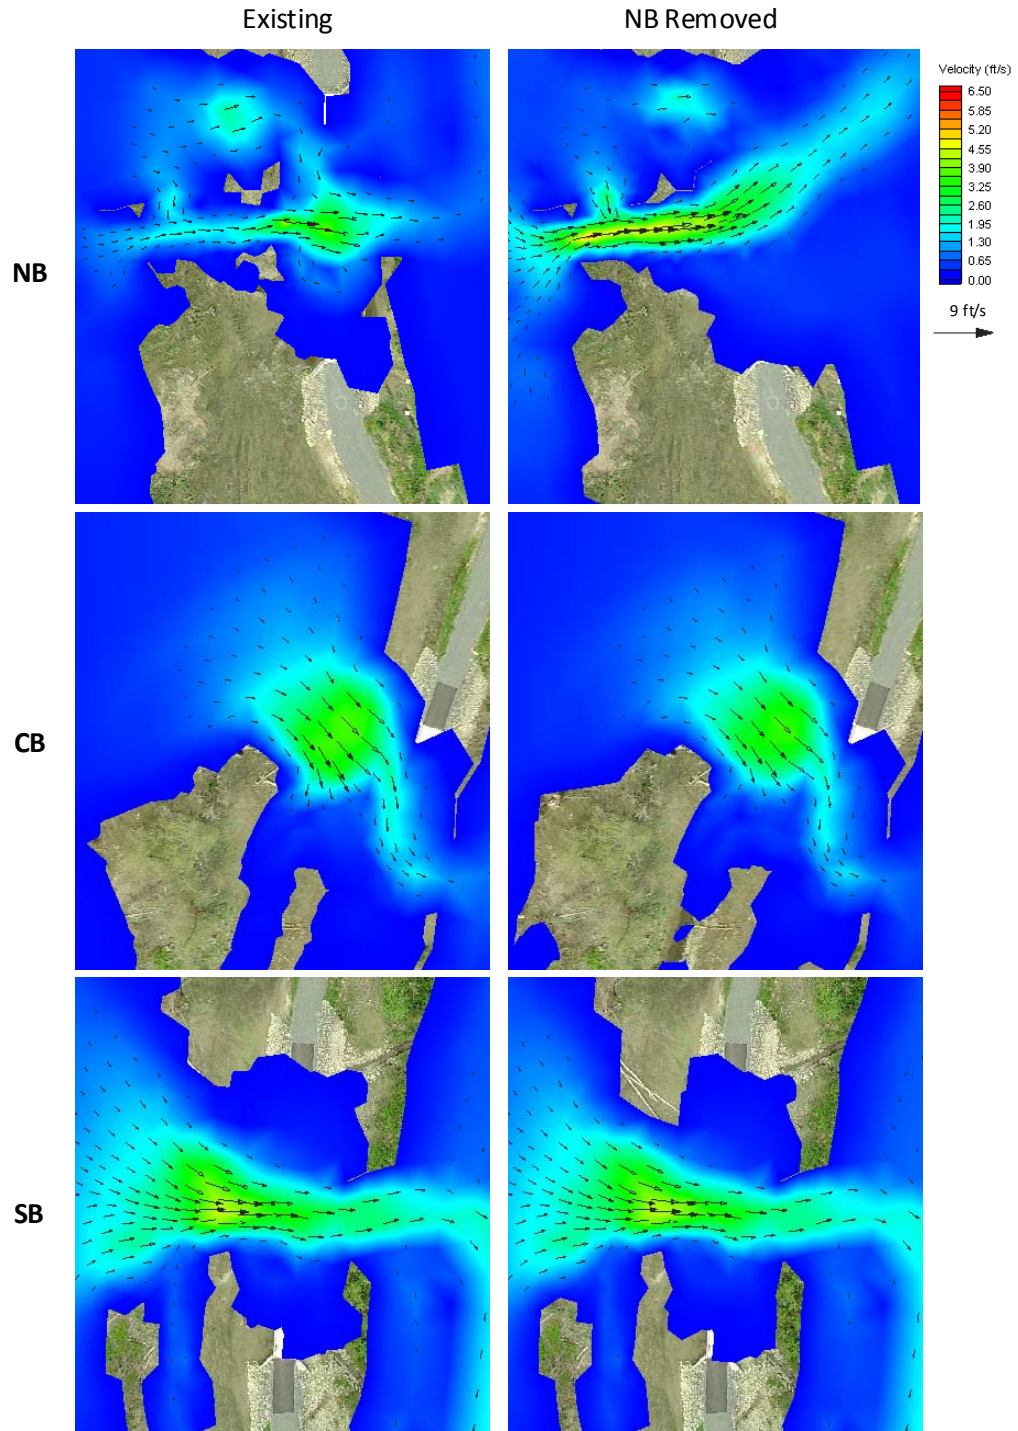 Existing
NB Removed
Velocity (ft/s)
6.50
5.85
5.20
4.55
3.90
3.25
2.60
1.95
1.30
0.65
0.00
9 ft/s
NB
CB
SB